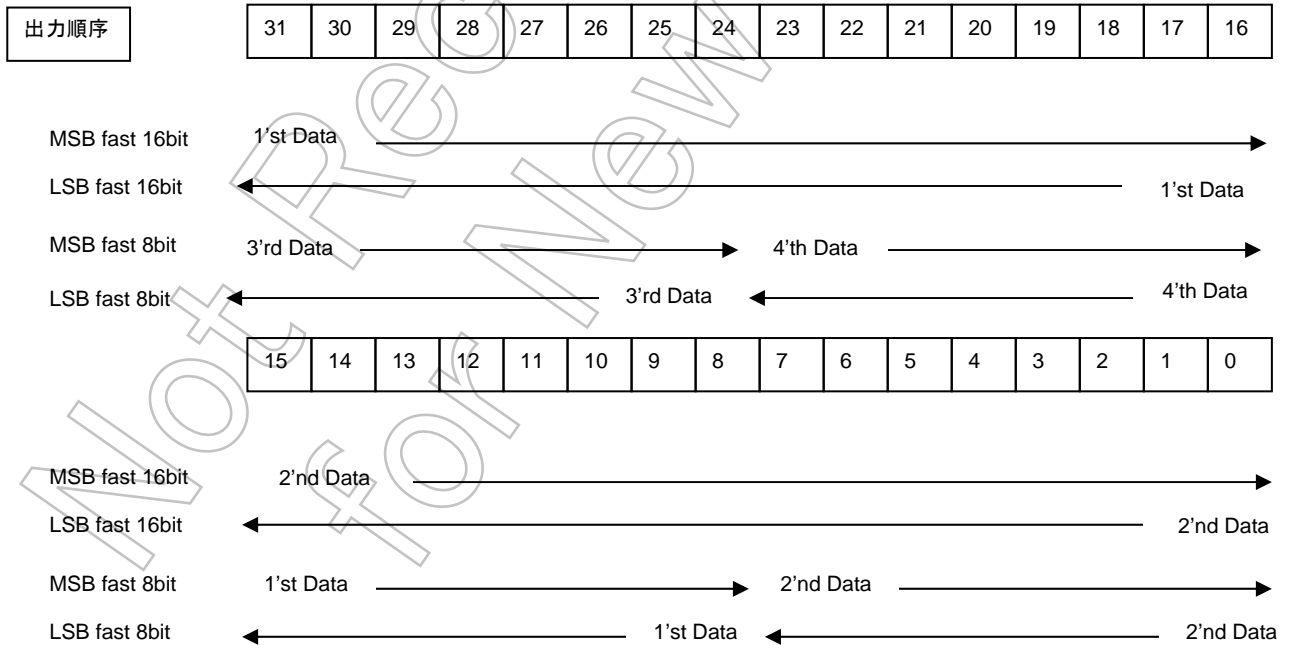 出力順序 31 30 29 28 27 26 25 24 23 22 21 20 19 18 17 16
MSB fast 16bit 1'st Data
LSB fast 16bit 1'st Data
MSB fast 8bit 3'rd Data 4'th Data
LSB fast 8bit 3'rd Data 4'th Data
15 14 13 12 11 10 9 8 7 6 5 4 3 2 1 0
MSB fast 16bit 2'nd Data
LSB fast 16bit 2'nd Data
MSB fast 8bit 1'st Data 2'nd Data
LSB fast 8bit 1'st Data 2'nd Data
Not Rec
for New